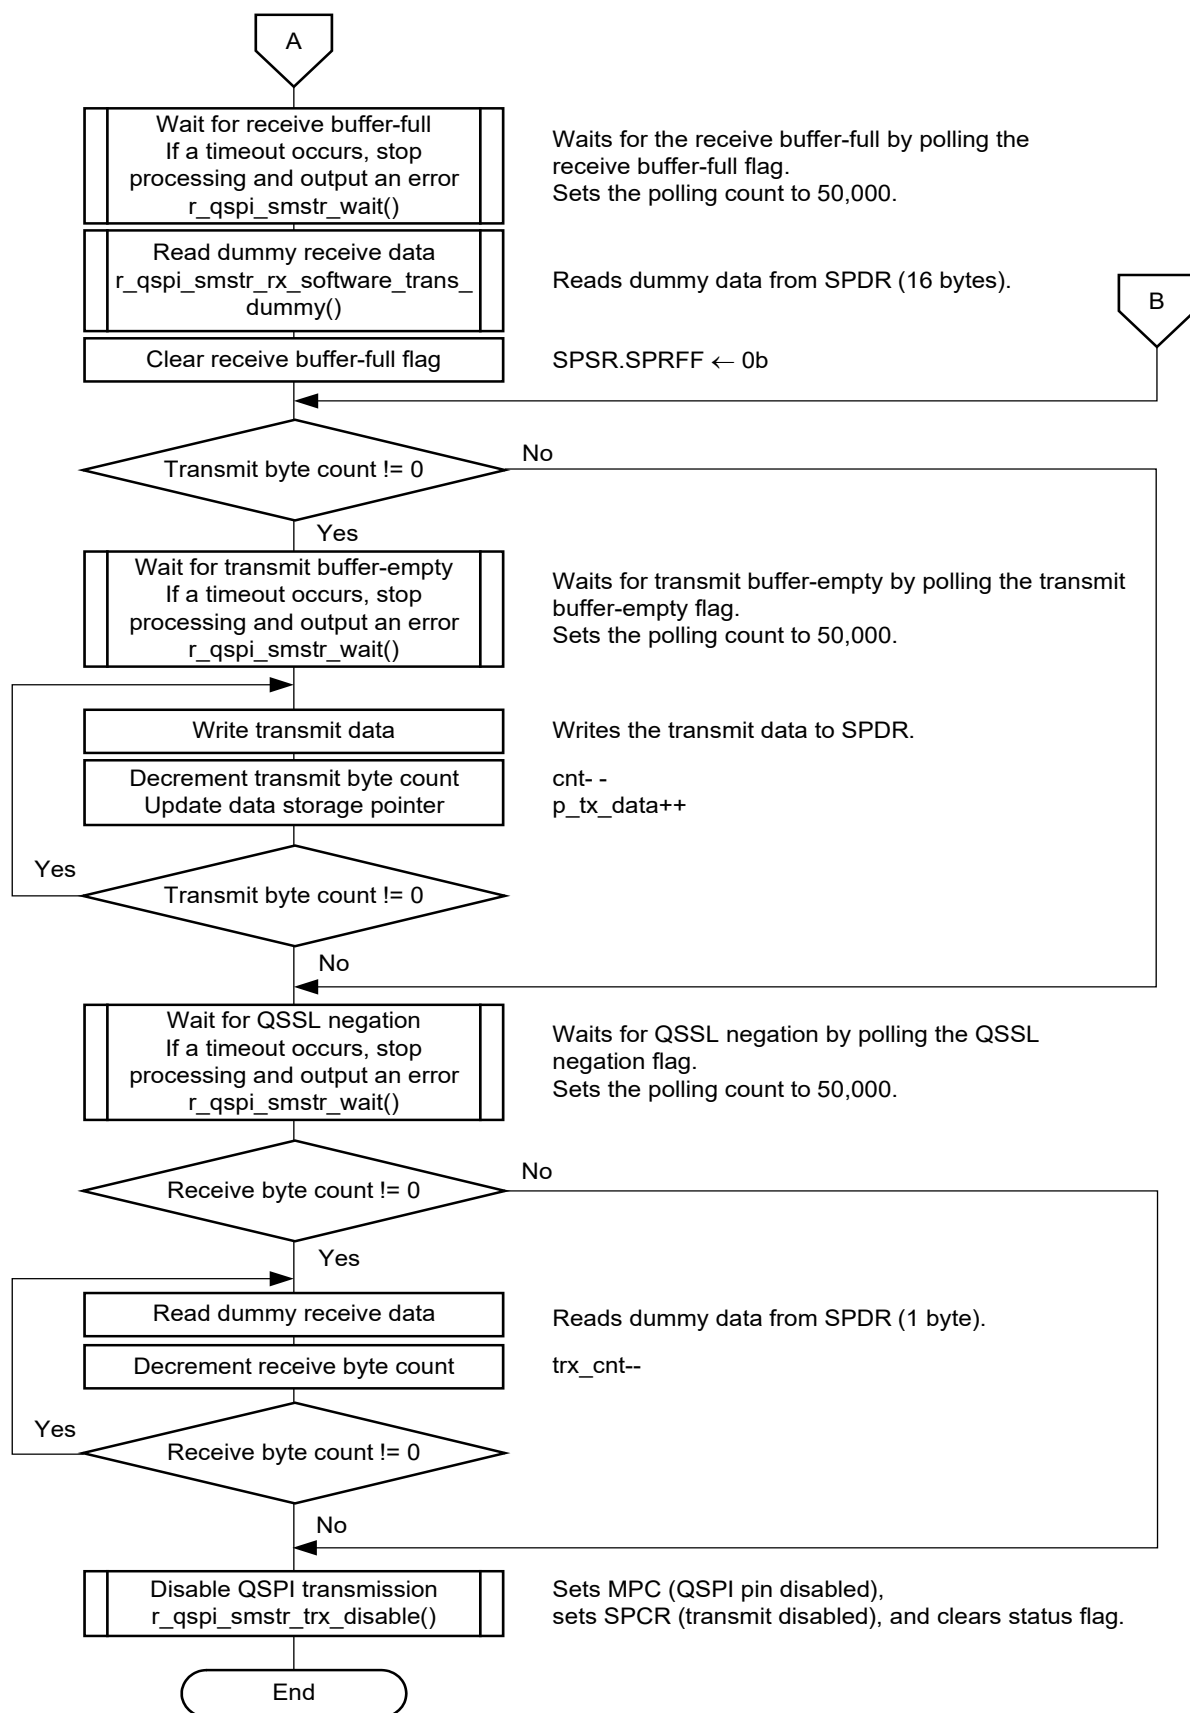 A
Wait for receive buffer-full
If a timeout occurs, stop
processing and output an error
r_qspi_smstr_wait()
Waits for the receive buffer-full by polling the
receive buffer-full flag.
Sets the polling count to 50,000.
Read dummy receive data
r_qspi_smstr_rx_software_trans_
dummy()
Reads dummy data from SPDR (16 bytes).
B
Clear receive buffer-full flag
SPSR.SPRFF ← 0b
Transmit byte count != 0
No
Yes
Wait for transmit buffer-empty
If a timeout occurs, stop
processing and output an error
r_qspi_smstr_wait()
Waits for transmit buffer-empty by polling the transmit
buffer-empty flag.
Sets the polling count to 50,000.
Write transmit data
Writes the transmit data to SPDR.
Decrement transmit byte count
Update data storage pointer
cnt- -
p_tx_data++
Yes
Transmit byte count != 0
No
Wait for QSSL negation
If a timeout occurs, stop
processing and output an error
r_qspi_smstr_wait()
Waits for QSSL negation by polling the QSSL
negation flag.
Sets the polling count to 50,000.
Receive byte count != 0
No
Yes
Read dummy receive data
Reads dummy data from SPDR (1 byte).
Decrement receive byte count
trx_cnt--
Yes
Receive byte count != 0
No
Disable QSPI transmission
r_qspi_smstr_trx_disable()
Sets MPC (QSPI pin disabled),
sets SPCR (transmit disabled), and clears status flag.
End